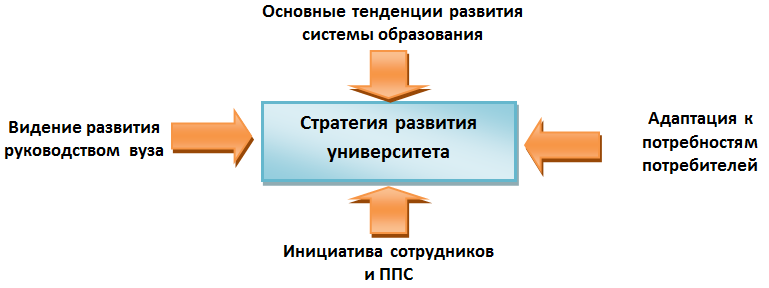 Основные тенденции развития
системы образования
Видение развития
руководством вуза
Стратегия развития
университета
Адаптация к
потребностям
потребителей
Инициатива сотрудников
и ППС